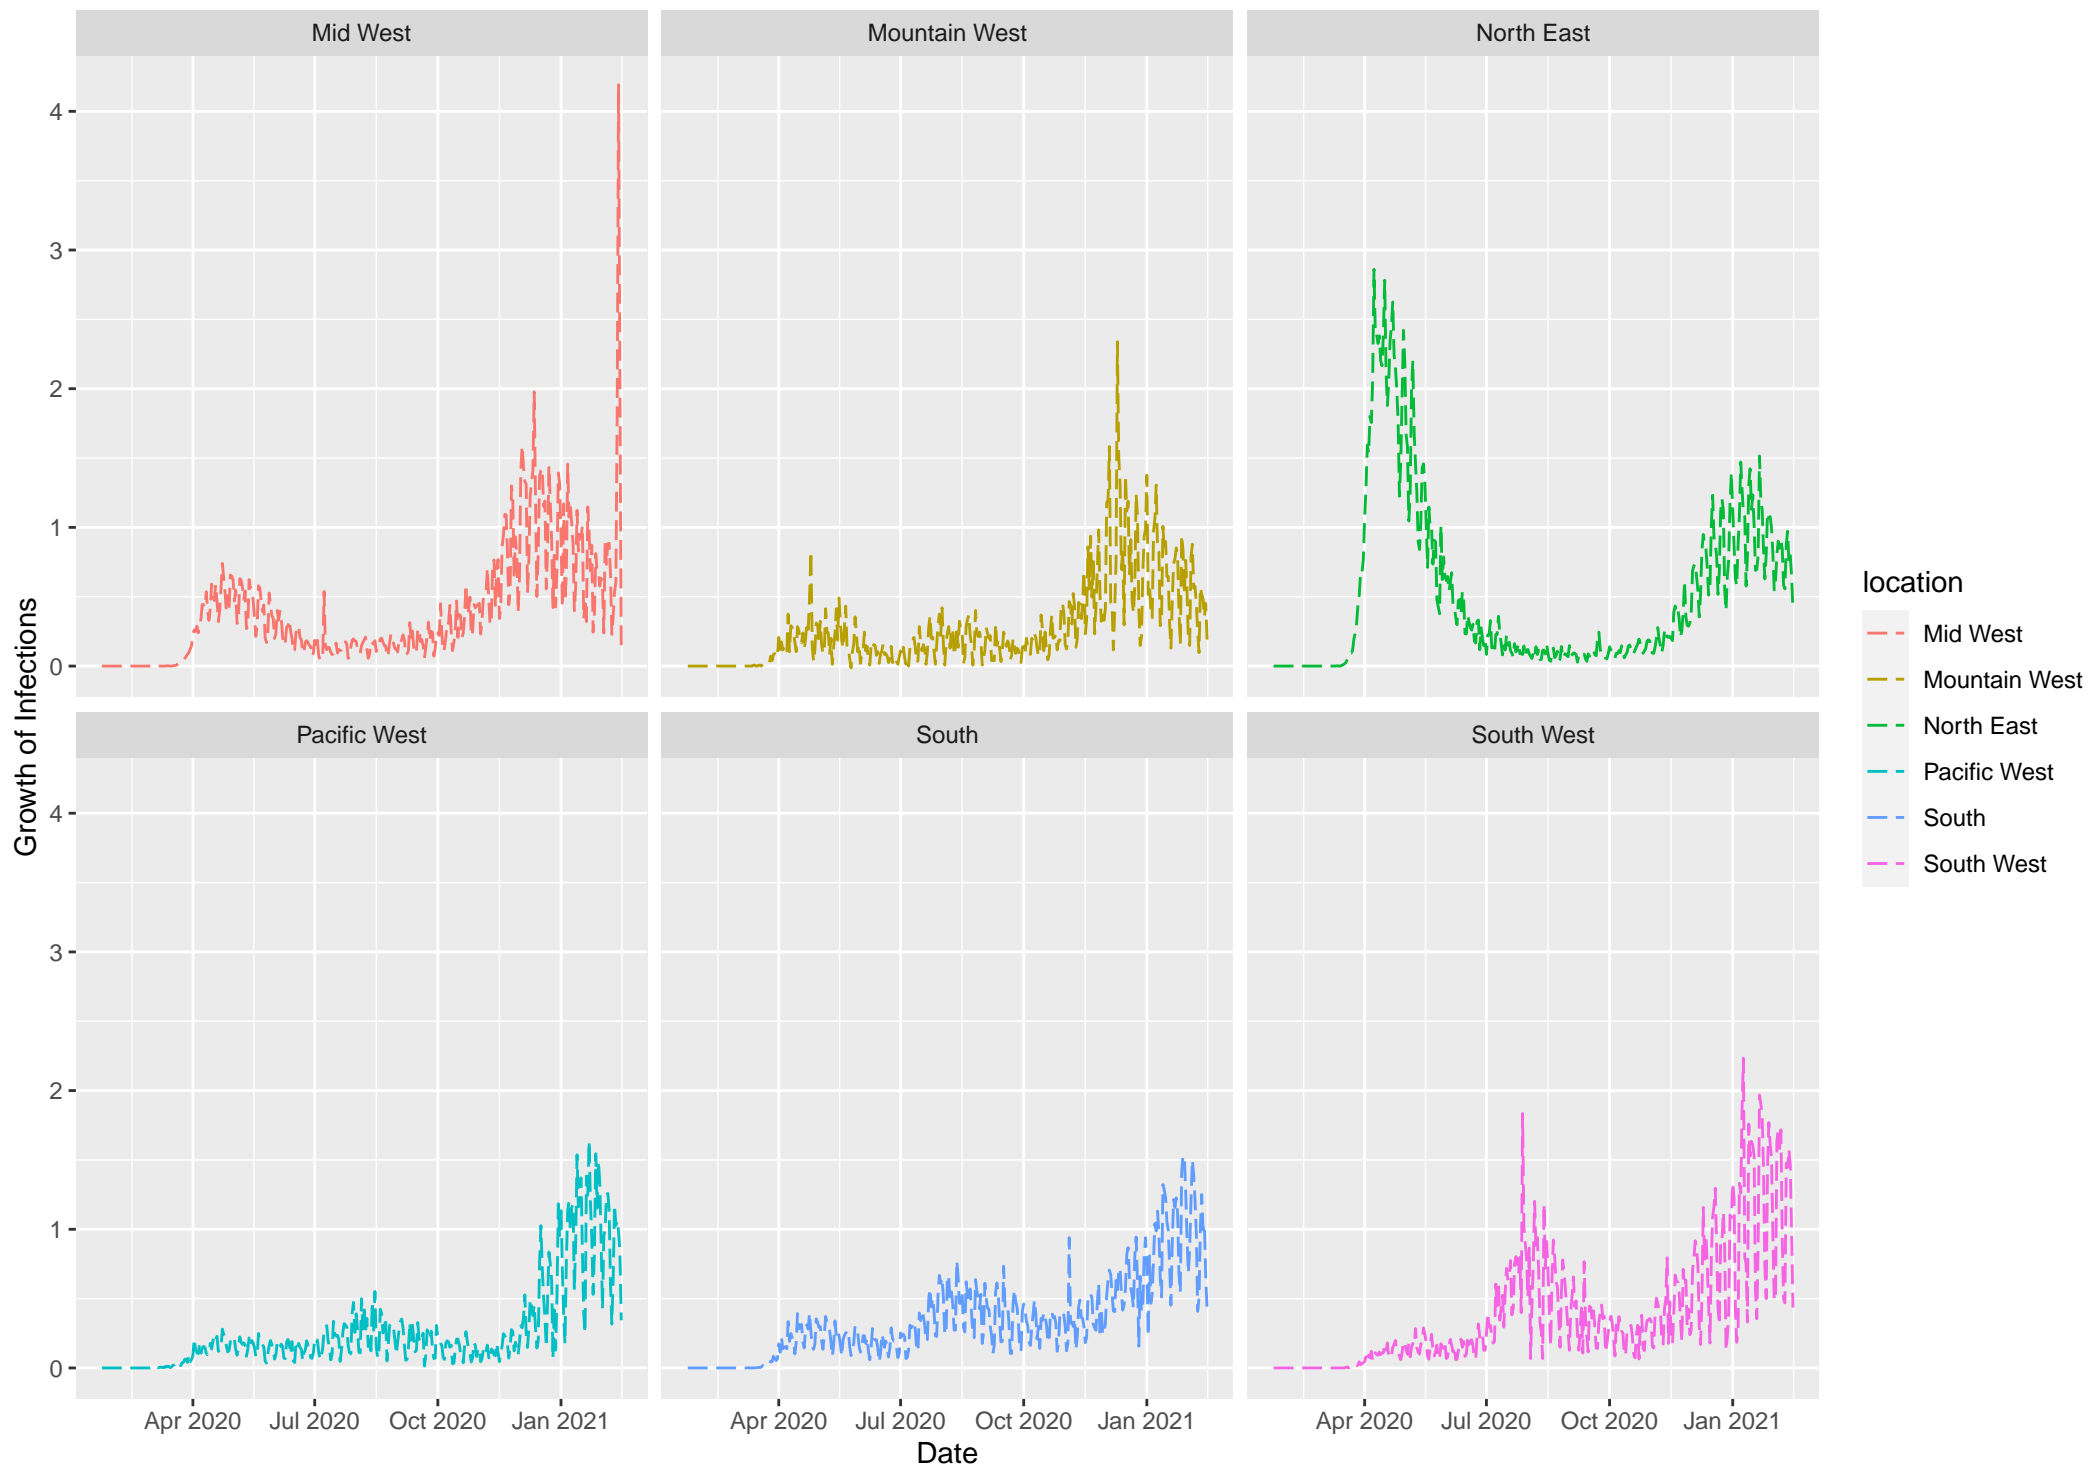 Mid West
Mountain West
North East
4
3
2
1
0
Pacific West
South
South West
4
3
2
1
0
Apr 2020
Jul 2020
Oct 2020
Jan 2021
Apr 2020
Jul 2020
Oct 2020
Jan 2021
Apr 2020
Jul 2020
Oct 2020
Jan 2021
Date
Growth of Infections
location
Mid West
Mountain West
North East
Pacific West
South
South West